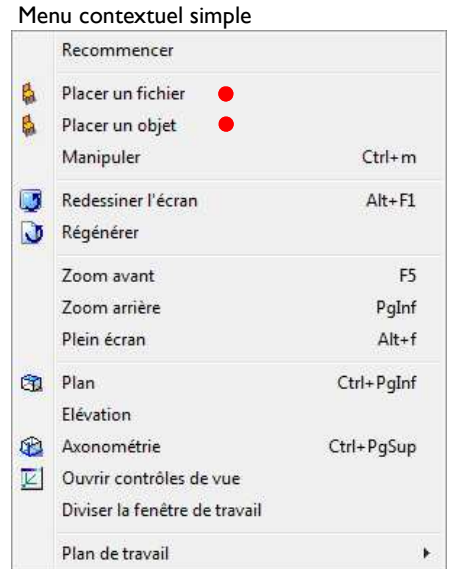 Menu contextuel simple
Recommencer
Placer un fichier
Placer un objet
Manipuler Ctrl+m
Redessiner l'écran Alt+F1
Régénérer
Zoom avant F5
Zoom arrière PgInf
Plein écran Alt+f
Plan Ctrl+PgInf
Elévation
Axonométrie Ctrl+PgSup
Ouvrir contrôles de vue
Diviser la fenêtre de travail
Plan de travail